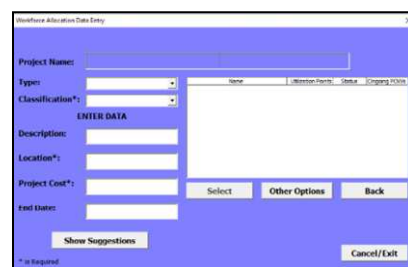 Workforce Allocation Data Entry
Project Name:
Type:
Name Utilization Points Status Ongoing POWs
Classification*:
ENTER DATA
Description:
Location*:
Project Cost*:
Select Other Options Back
End Date:
Show Suggestions
Cancel/Exit
* is Required